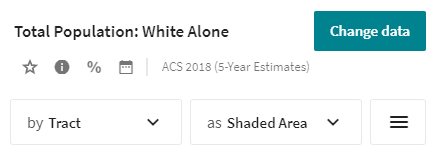 Total Population: White Alone
Change data
% ACS 2018 (5-Year Estimates)
by Tract
as Shaded Area